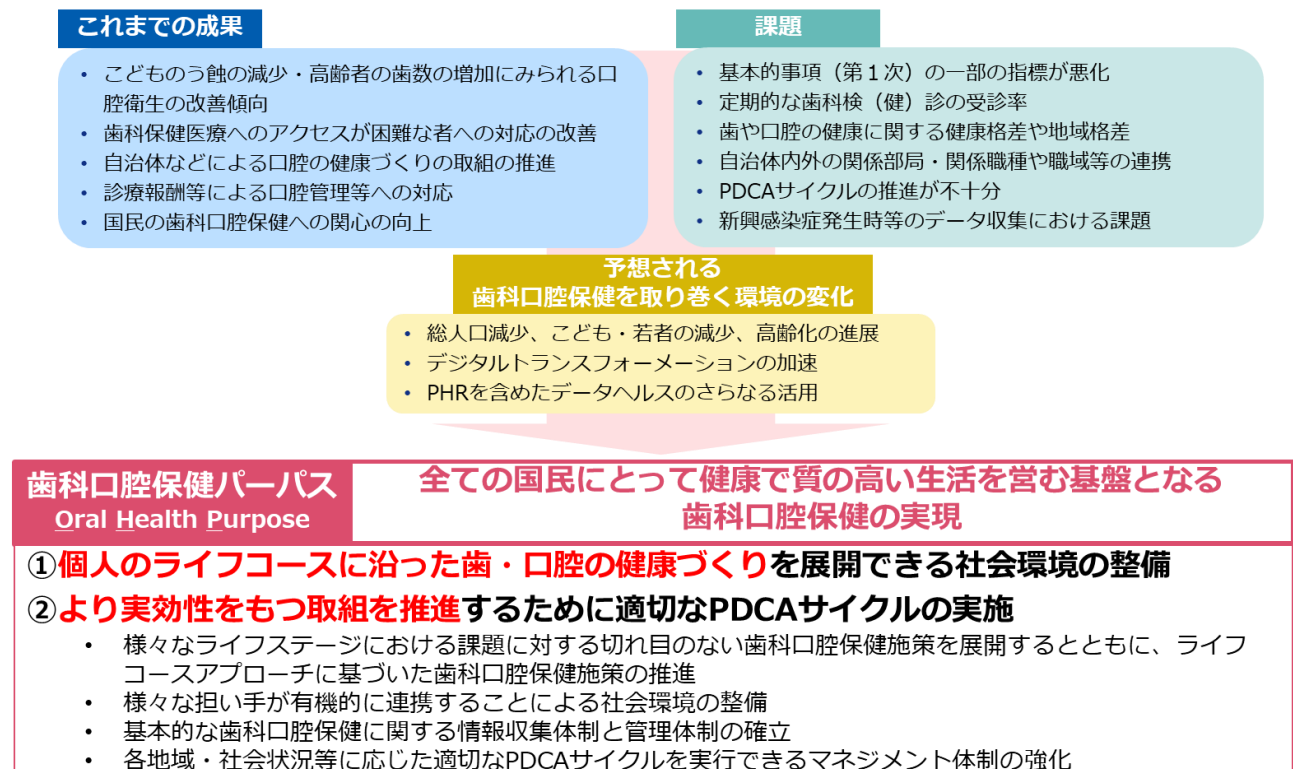 これまでの成果
・ こどものう蝕の減少・高齢者の歯数の増加にみられる口
腔衛生の改善傾向
・ 歯科保健医療へのアクセスが困難な者への対応の改善
・ 自治体などによる口腔の健康づくりの取組の推進
・ 診療報酬等による口腔管理等への対応
・ 国民の歯科口腔保健への関心の向上
課題
・ 基本的事項（第１次）の一部の指標が悪化
・ 定期的な歯科検（健）診の受診率
・ 歯や口腔の健康に関する健康格差や地域格差
・ 自治体内外の関係部局・関係職種や職域等の連携
・ PDCAサイクルの推進が不十分
・ 新興感染症発生時等のデータ収集における課題
予想される
歯科口腔保健を取り巻く環境の変化
・ 総人口減少、こども・若者の減少、高齢化の進展
・ デジタルトランスフォーメーションの加速
・ PHRを含めたデータヘルスのさらなる活用
歯科口腔保健パーパス
Oral Health Purpose
全ての国民にとって健康で質の高い生活を営む基盤となる
歯科口腔保健の実現
①個人のライフコースに沿った歯・口腔の健康づくりを展開できる社会環境の整備
②より実効性をもつ取組を推進するために適切なPDCAサイクルの実施
・ 様々なライフステージにおける課題に対する切れ目のない歯科口腔保健施策を展開するとともに、ライフ
コースアプローチに基づいた歯科口腔保健施策の推進
・ 様々な担い手が有機的に連携することによる社会環境の整備
・ 基本的な歯科口腔保健に関する情報収集体制と管理体制の確立
・ 各地域・社会状況等に応じた適切なPDCAサイクルを実行できるマネジメント体制の強化